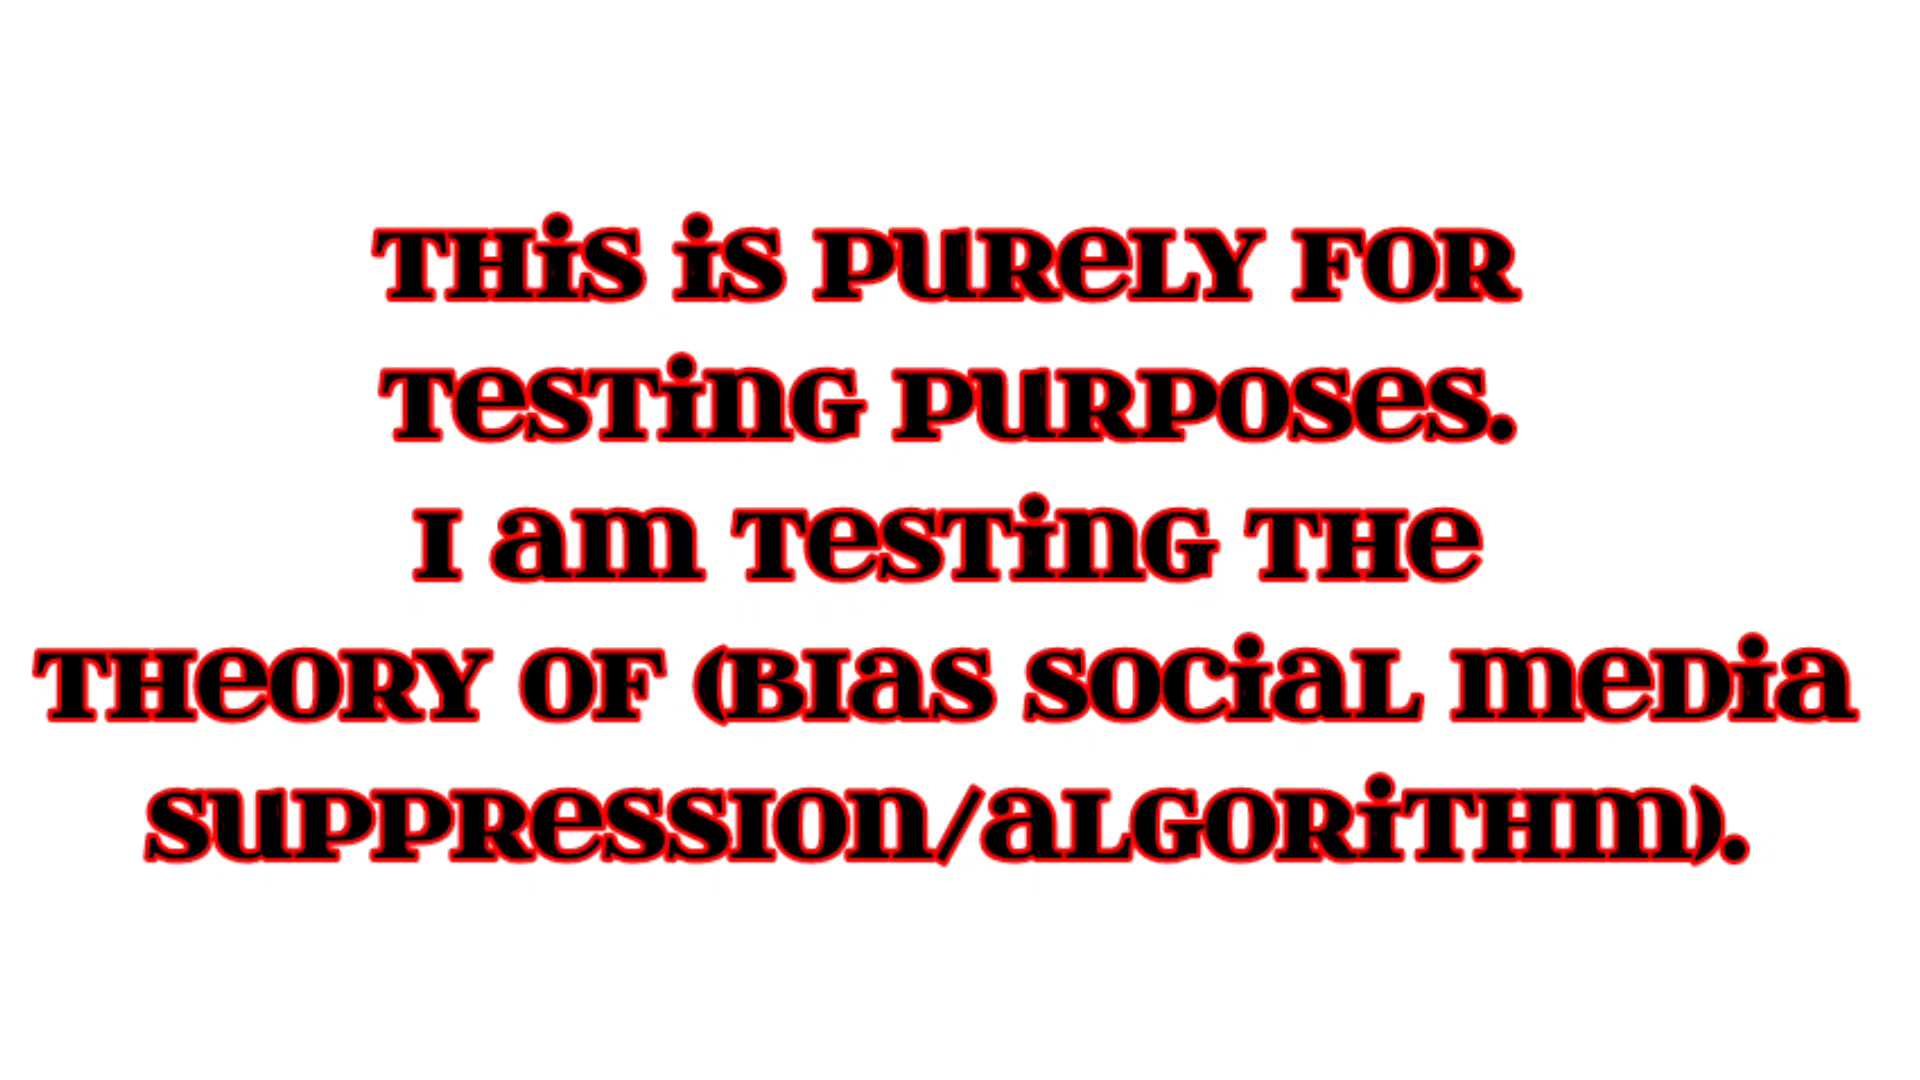 THiS iS PURELY FOR
TESTiNG PURPOSES.
I AM TESTiNG THE
THEORY OF (BIAS SOCiAL MEDiA
SUPPRESSION/ALGORiTHM).